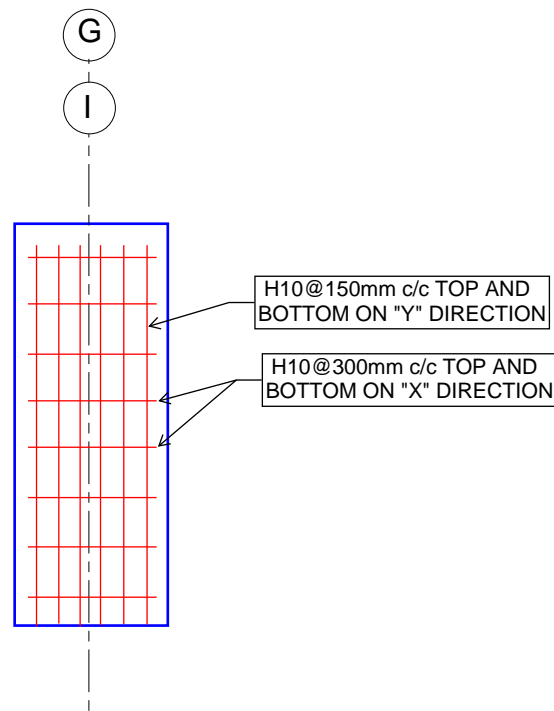 G
I
H10@150mm c/c TOP AND
BOTTOM ON "Y" DIRECTION
H10@300mm c/c TOP AND
BOTTOM ON "X" DIRECTION